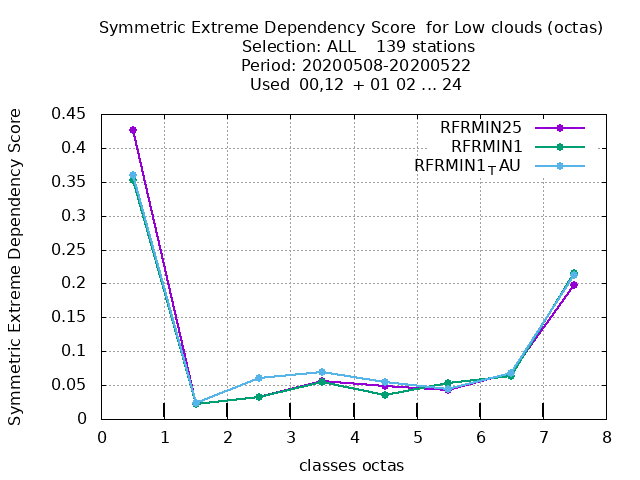 Symmetric Extreme Dependency Score  for Low clouds (octas)
Selection: ALL    139 stations
Period: 20200508-20200522
Used  00,12  + 01 02 ... 24
Symmetric Extreme Dependency Score
0.45
0.4
0.35
0.3
0.25
0.2
0.15
0.1
0.05
0
RFRMIN25
RFRMIN1
RFRMIN1TAU
0 1 2 3 4 5 6 7 8
classes octas